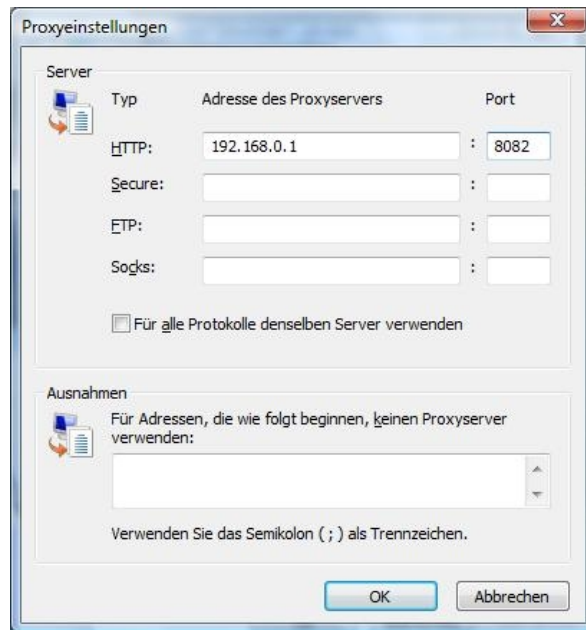 Proxyeinstellungen
Server
Typ Adresse des Proxyservers Port
HTTP: 192.168.0.1 : 8082
Secure: :
FTP: :
Socks: :
Für alle Protokolle denselben Server verwenden
Ausnahmen
Für Adressen, die wie folgt beginnen, keinen Proxyserver
verwenden:
Verwenden Sie das Semikolon ( ; ) als Trennzeichen.
OK Abbrechen